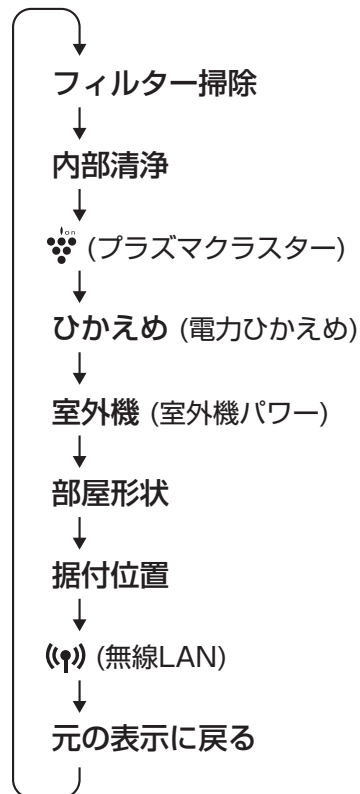 フィルター掃除
内部清浄
ion (プラズマクラスター)
ひかえめ (電力ひかえめ)
室外機 (室外機パワー)
部屋形状
据付位置
(無線LAN)
元の表示に戻る